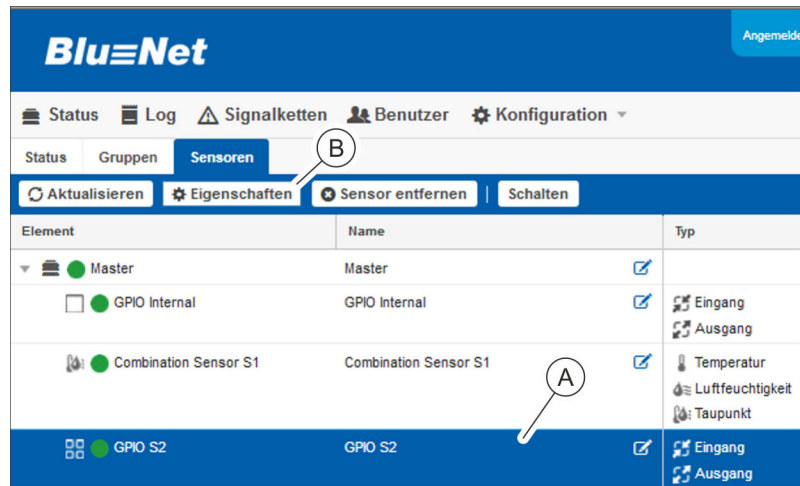 Blu≡Net
Angemelde
Status Log Signalketten Benutzer Konfiguration
Status Gruppen Sensoren
B
Aktualisieren Eigenschaften Sensor entfernen | Schalten
Element Name Typ
Master Master
GPIO Internal GPIO Internal Eingang
Ausgang
Combination Sensor S1 Combination Sensor S1 Temperatur
A
Luftfeuchtigkeit
Taupunkt
GPIO S2 GPIO S2 Eingang
Ausgang